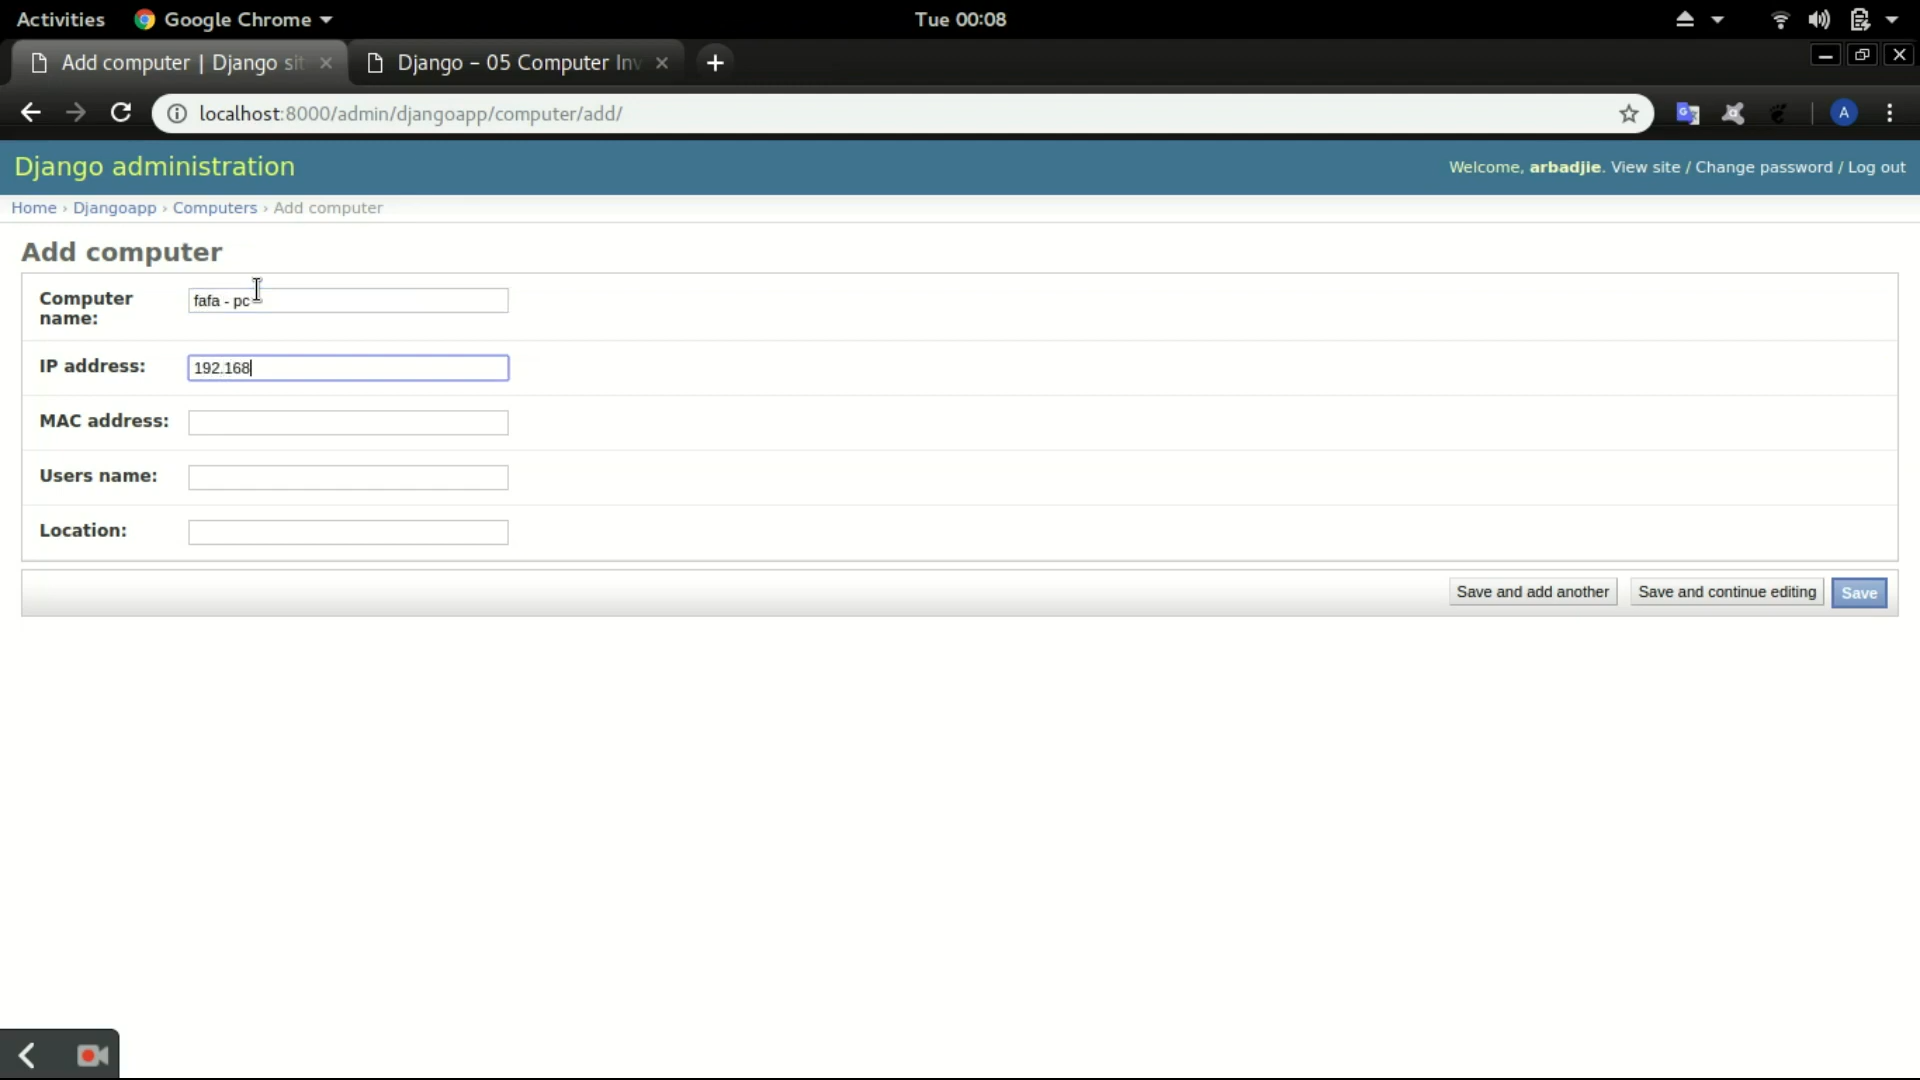 Activities Google Chrome Tue 00:08
Add computer | Django sit Django – 05 Computer Inv
localhost:8000/admin/djangoapp/computer/add/ A
Django administration Welcome, arbadjie. View site / Change password / Log out
Home › Djangoapp › Computers › Add computer
Add computer
Computer name: fafa - pc
IP address: 192.168
MAC address:
Users name:
Location:
Save and add another Save and continue editing Save